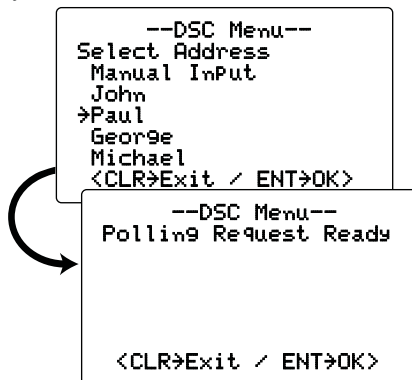 --DSC Menu--
Select Address
Manual Input
John
→Paul
George
Michael
<CLR→Exit / ENT→OK>
--DSC Menu--
Polling Request Ready
<CLR→Exit / ENT→OK>